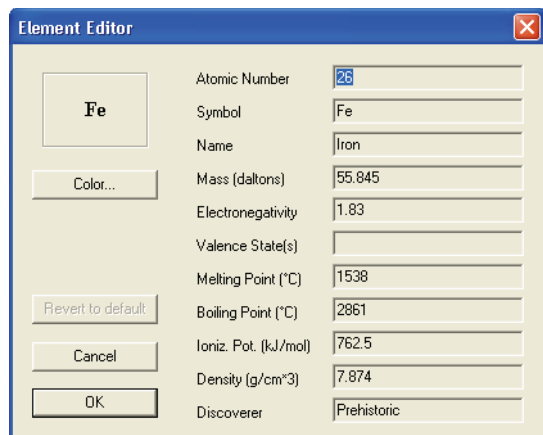 Element Editor
Fe
Color...
Revert to default
Cancel
OK
Atomic Number 26
Symbol Fe
Name Iron
Mass (daltons) 55.845
Electronegativity 1.83
Valence State(s)
Melting Point (°C) 1538
Boiling Point (°C) 2861
Ioniz. Pot. (kJ/mol) 762.5
Density (g/cm^3) 7.874
Discoverer Prehistoric